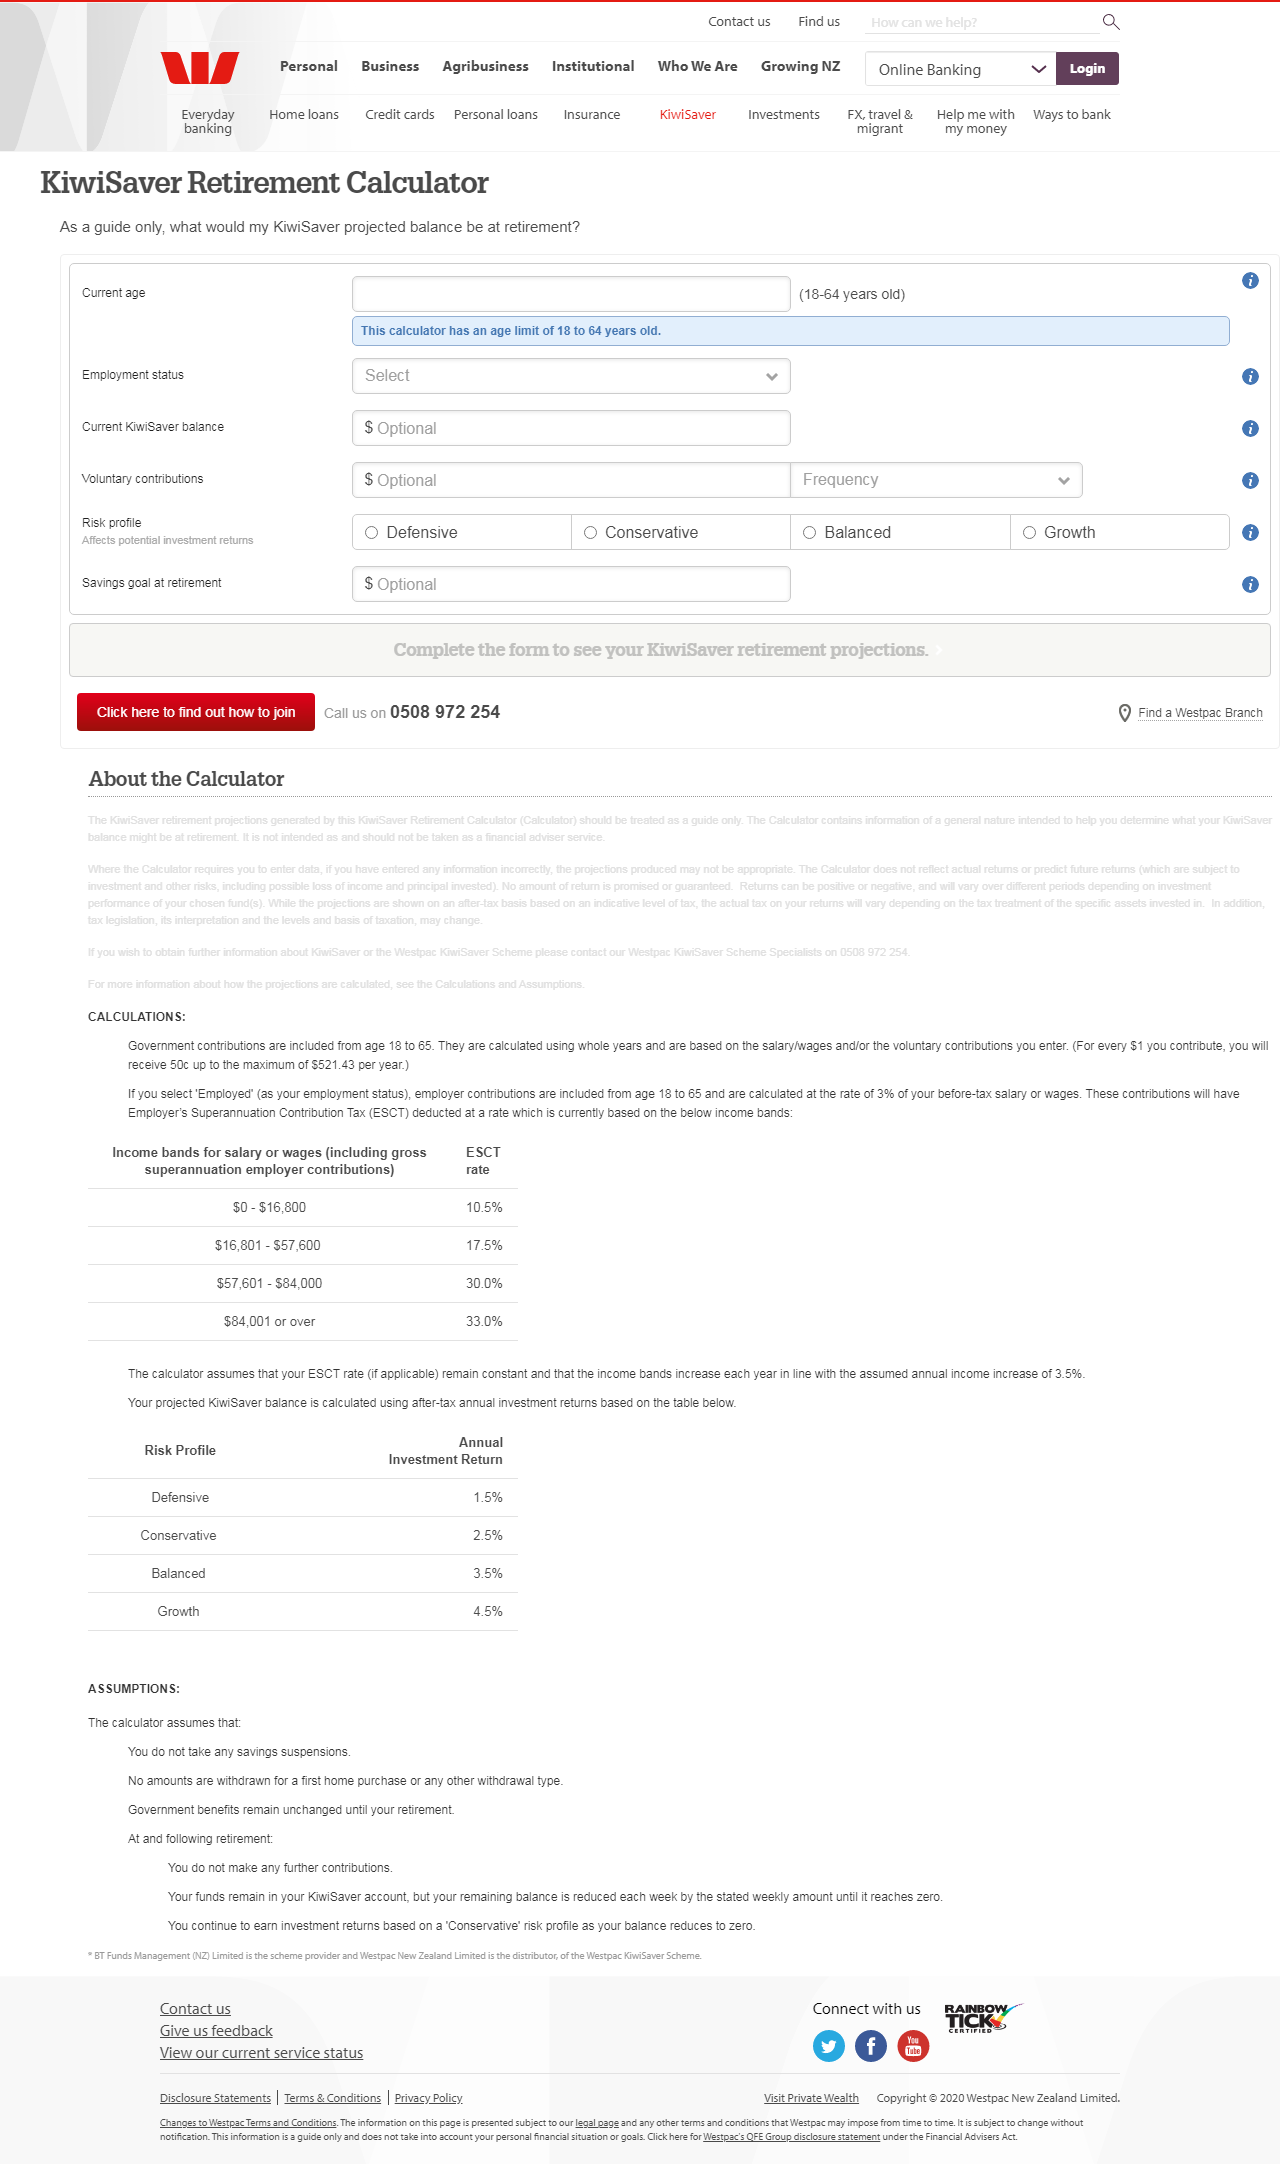 Contact us
Find us
How can we help?
Personal
Business
Agribusiness
Institutional
Who We Are
Growing NZ
Online Banking
Login
Everyday banking
Home loans
Credit cards
Personal loans
Insurance
KiwiSaver
Investments
FX, travel & migrant
Help me with my money
Ways to bank
KiwiSaver Retirement Calculator
As a guide only, what would my KiwiSaver projected balance be at retirement?
Current age
(18-64 years old)
This calculator has an age limit of 18 to 64 years old.
Employment status
Select
Current KiwiSaver balance
$ Optional
Voluntary contributions
$ Optional
Frequency
Risk profile
Affects potential investment returns
Defensive
Conservative
Balanced
Growth
Savings goal at retirement
$ Optional
Complete the form to see your KiwiSaver retirement projections.
Click here to find out how to join
Call us on 0508 972 254
Find a Westpac Branch
About the Calculator
The KiwiSaver retirement projections generated by this KiwiSaver Retirement Calculator (Calculator) should be treated as a guide only. The Calculator contains information of a general nature intended to help you determine what your KiwiSaver
balance might be at retirement. It is not intended as and should not be taken as a financial adviser service.
Where the Calculator requires you to enter data, if you have entered any information incorrectly, the projections produced may not be appropriate. The Calculator does not reflect actual returns or predict future returns (which are subject to
investment and other risks, including possible loss of income and principal invested). No amount of return is promised or guaranteed.  Returns can be positive or negative, and will vary over different periods depending on investment
performance of your chosen fund(s). While the projections are shown on an after-tax basis based on an indicative level of tax, the actual tax on your returns will vary depending on the tax treatment of the specific assets invested in.  In addition,
tax legislation, its interpretation and the levels and basis of taxation, may change.
If you wish to obtain further information about KiwiSaver or the Westpac KiwiSaver Scheme please contact our Westpac KiwiSaver Scheme Specialists on 0508 972 254.
For more information about how the projections are calculated, see the Calculations and Assumptions.
CALCULATIONS:
Government contributions are included from age 18 to 65. They are calculated using whole years and are based on the salary/wages and/or the voluntary contributions you enter. (For every $1 you contribute, you will
receive 50c up to the maximum of $521.43 per year.)
If you select 'Employed' (as your employment status), employer contributions are included from age 18 to 65 and are calculated at the rate of 3% of your before-tax salary or wages. These contributions will have
Employer's Superannuation Contribution Tax (ESCT) deducted at a rate which is currently based on the below income bands:
Income bands for salary or wages (including gross superannuation employer contributions)
ESCT rate
$0 - $16,800
10.5%
$16,801 - $57,600
17.5%
$57,601 - $84,000
30.0%
$84,001 or over
33.0%
The calculator assumes that your ESCT rate (if applicable) remain constant and that the income bands increase each year in line with the assumed annual income increase of 3.5%.
Your projected KiwiSaver balance is calculated using after-tax annual investment returns based on the table below.
Risk Profile
Annual Investment Return
Defensive
1.5%
Conservative
2.5%
Balanced
3.5%
Growth
4.5%
ASSUMPTIONS:
The calculator assumes that:
You do not take any savings suspensions.
No amounts are withdrawn for a first home purchase or any other withdrawal type.
Government benefits remain unchanged until your retirement.
At and following retirement:
You do not make any further contributions.
Your funds remain in your KiwiSaver account, but your remaining balance is reduced each week by the stated weekly amount until it reaches zero.
You continue to earn investment returns based on a 'Conservative' risk profile as your balance reduces to zero.
* BT Funds Management (NZ) Limited is the scheme provider and Westpac New Zealand Limited is the distributor, of the Westpac KiwiSaver Scheme.
Contact us
Give us feedback
View our current service status
Connect with us
RAINBOW
TICK
CERTIFIED
You
Tube
Disclosure Statements
Terms & Conditions
Privacy Policy
Visit Private Wealth
Copyright © 2020 Westpac New Zealand Limited.
Changes to Westpac Terms and Conditions. The information on this page is presented subject to our legal page and any other terms and conditions that Westpac may impose from time to time. It is subject to change without
notification. This information is a guide only and does not take into account your personal financial situation or goals. Click here for Westpac's QFE Group disclosure statement under the Financial Advisers Act.